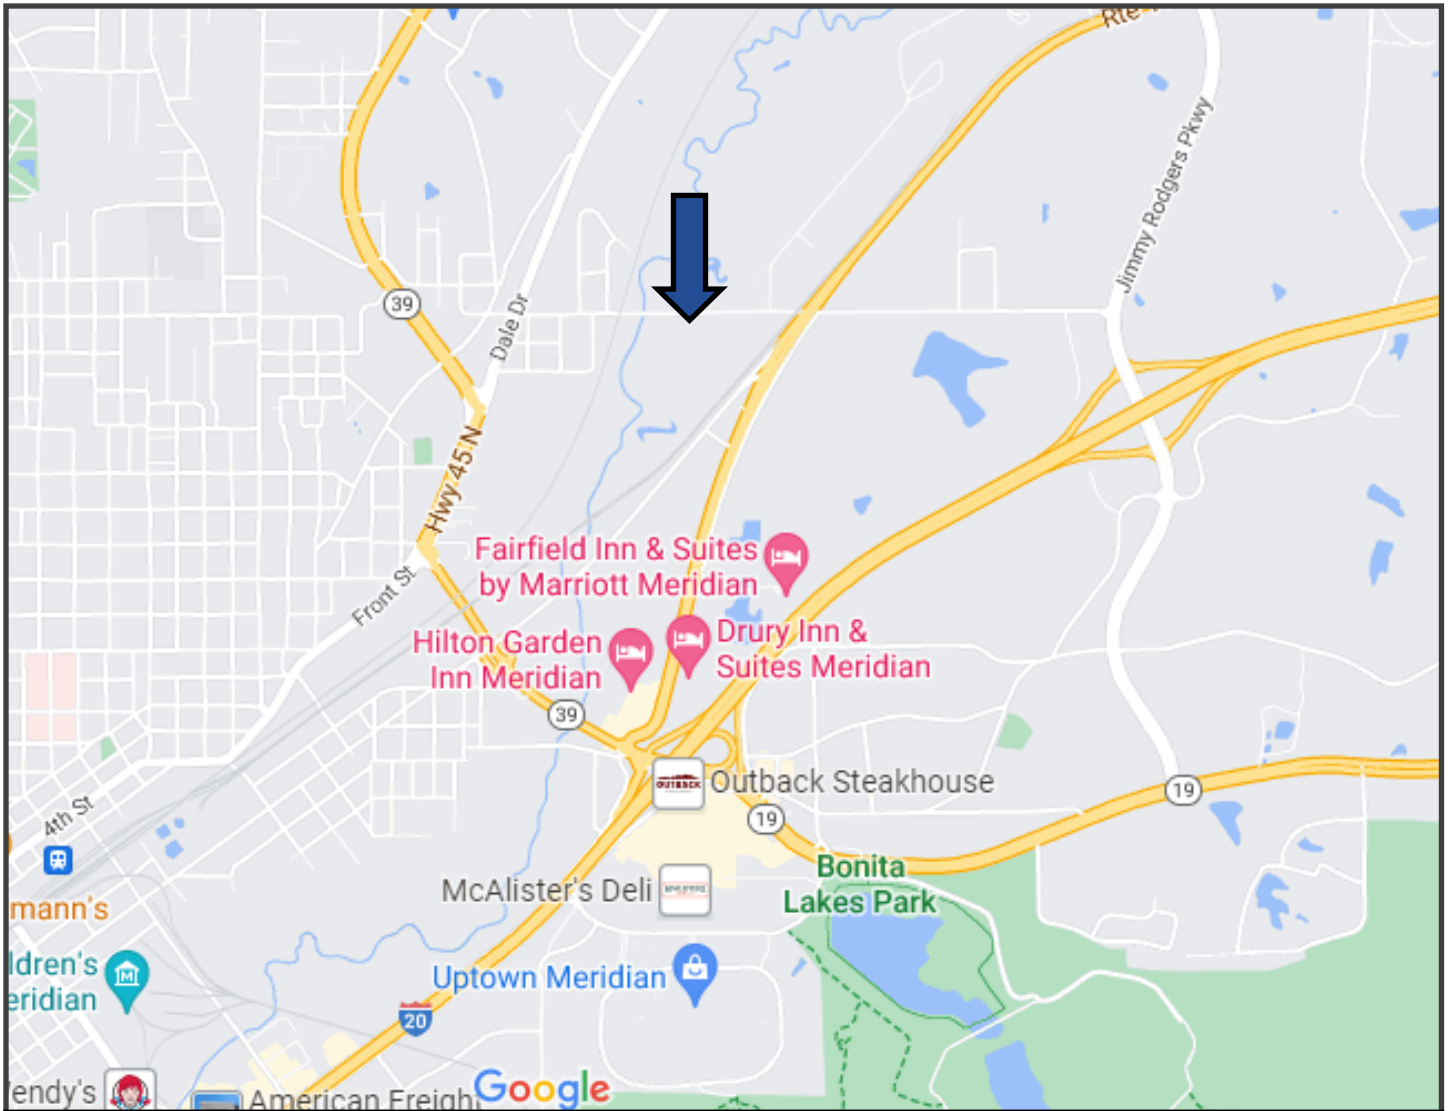 Rte
39
Dale Dr
Jimmy Rodgers Pkwy
Hwy 45 N
Front St
Fairfield Inn & Suites
by Marriott Meridian
Hilton Garden
Inn Meridian
Drury Inn &
Suites Meridian
39
OUTBACK
Outback Steakhouse
19
19
4th St
McAlister's Deli
Bonita
Lakes Park
mann's
ldren's
eridian
M
Uptown Meridian
20
endy's
American Freight
Google